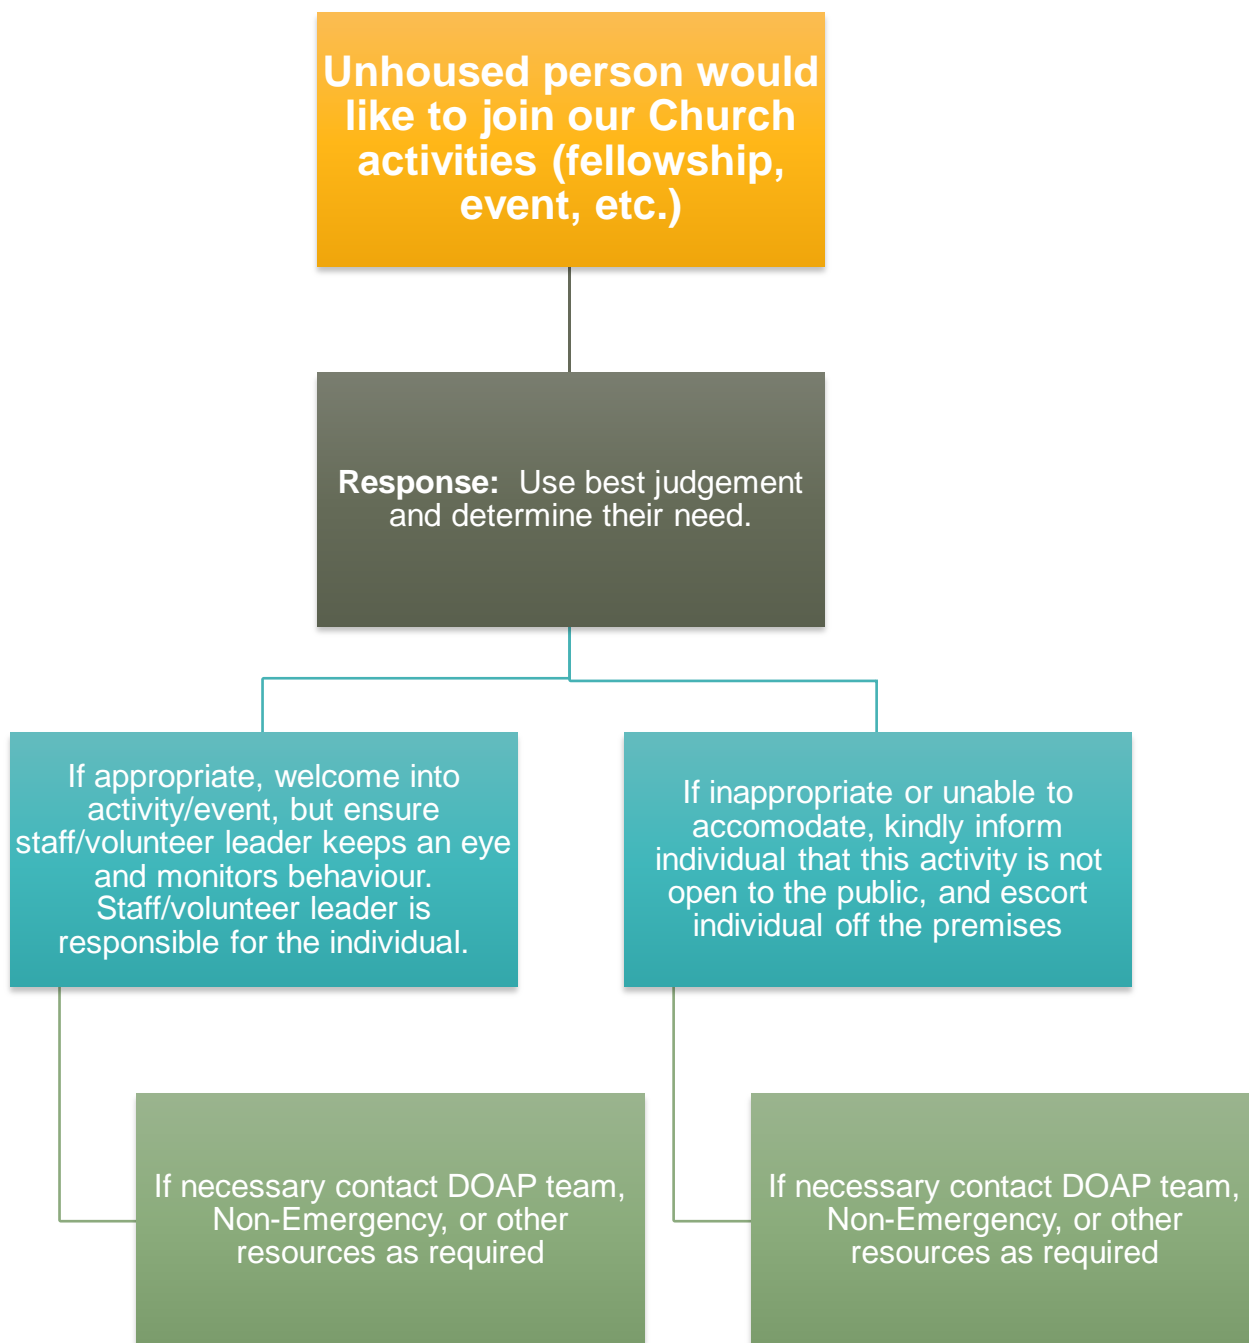 Unhoused person would
like to join our Church
activities (fellowship,
event, etc.)
Response:  Use best judgement
and determine their need.
If appropriate, welcome into
activity/event, but ensure
staff/volunteer leader keeps an eye
and monitors behaviour.
Staff/volunteer leader is
responsible for the individual.
If inappropriate or unable to
accomodate, kindly inform
individual that this activity is not
open to the public, and escort
individual off the premises
If necessary contact DOAP team,
Non-Emergency, or other
resources as required
If necessary contact DOAP team,
Non-Emergency, or other
resources as required